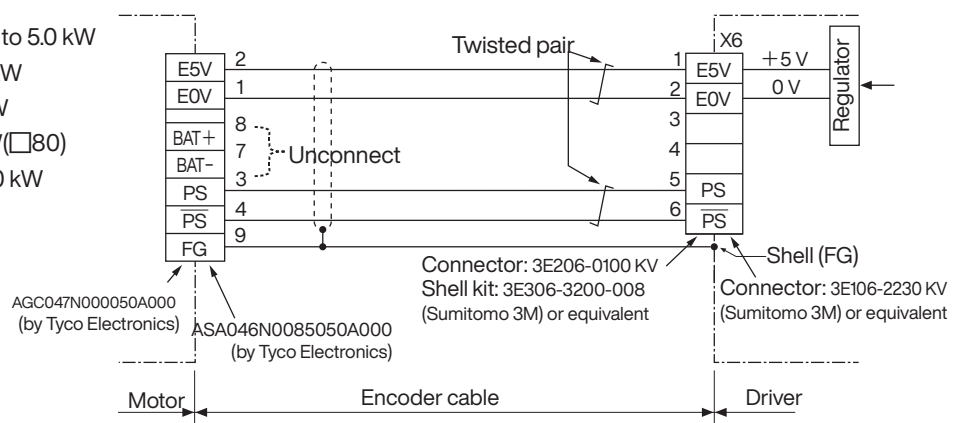 to 5.0 kW
(□80)
kW
Twisted pair
X6
E5V 2
1 E5V
+5 V
E0V 1
2 E0V
0 V
Regulator
3
4
BAT+ 8
BAT− 7
Unconnect
PS 3
5 PS
PS 4
6 PS
FG 9
Shell (FG)
Connector: 3E206-0100 KV
Shell kit: 3E306-3200-008
(Sumitomo 3M) or equivalent
Connector: 3E106-2230 KV
(Sumitomo 3M) or equivalent
AGC047N000050A000
(by Tyco Electronics)
ASA046N0085050A000
(by Tyco Electronics)
Motor
Encoder cable
Driver